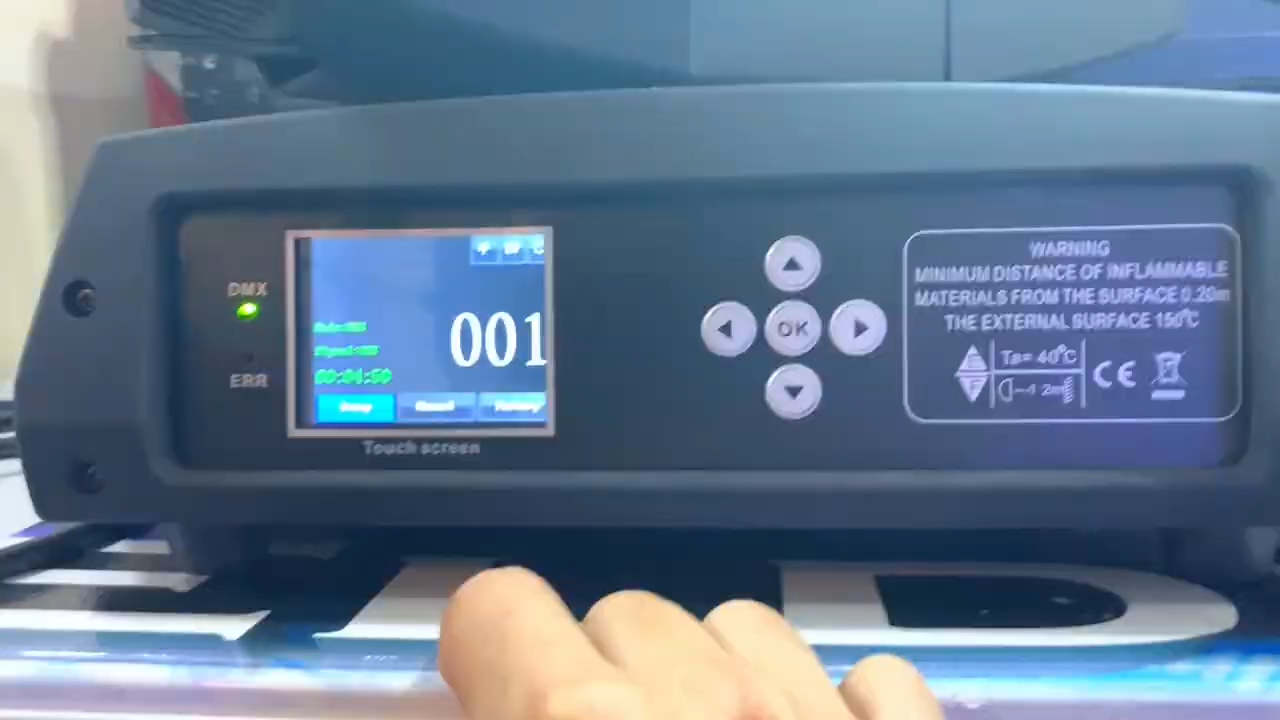 DMX
ERR
001
Touch screen
OK
WARNING
MINIMUM DISTANCE OF INFLAMMABLE
MATERIALS FROM THE SURFACE 0.20m
THE EXTERNAL SURFACE 150℃
Ta= 40℃
F
CE